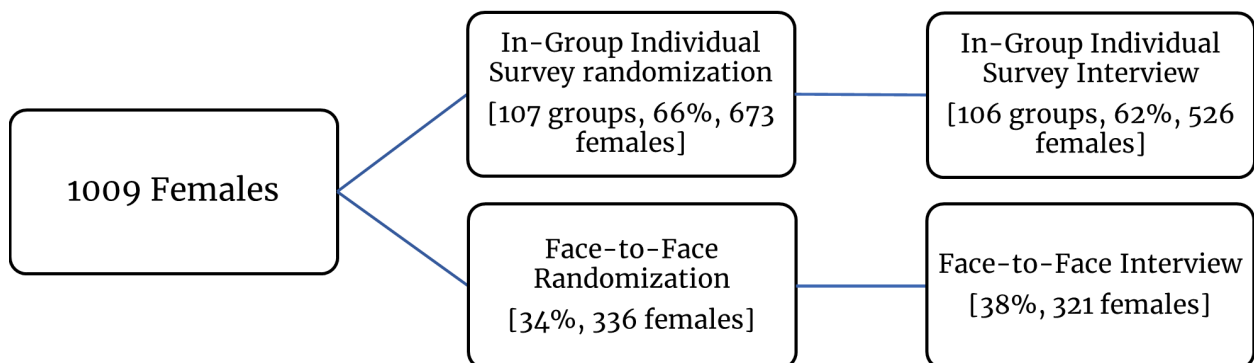 1009 Females
In-Group Individual
Survey randomization
[107 groups, 66%, 673
females]
In-Group Individual
Survey Interview
[106 groups, 62%, 526
females]
Face-to-Face
Randomization
[34%, 336 females]
Face-to-Face Interview
[38%, 321 females]